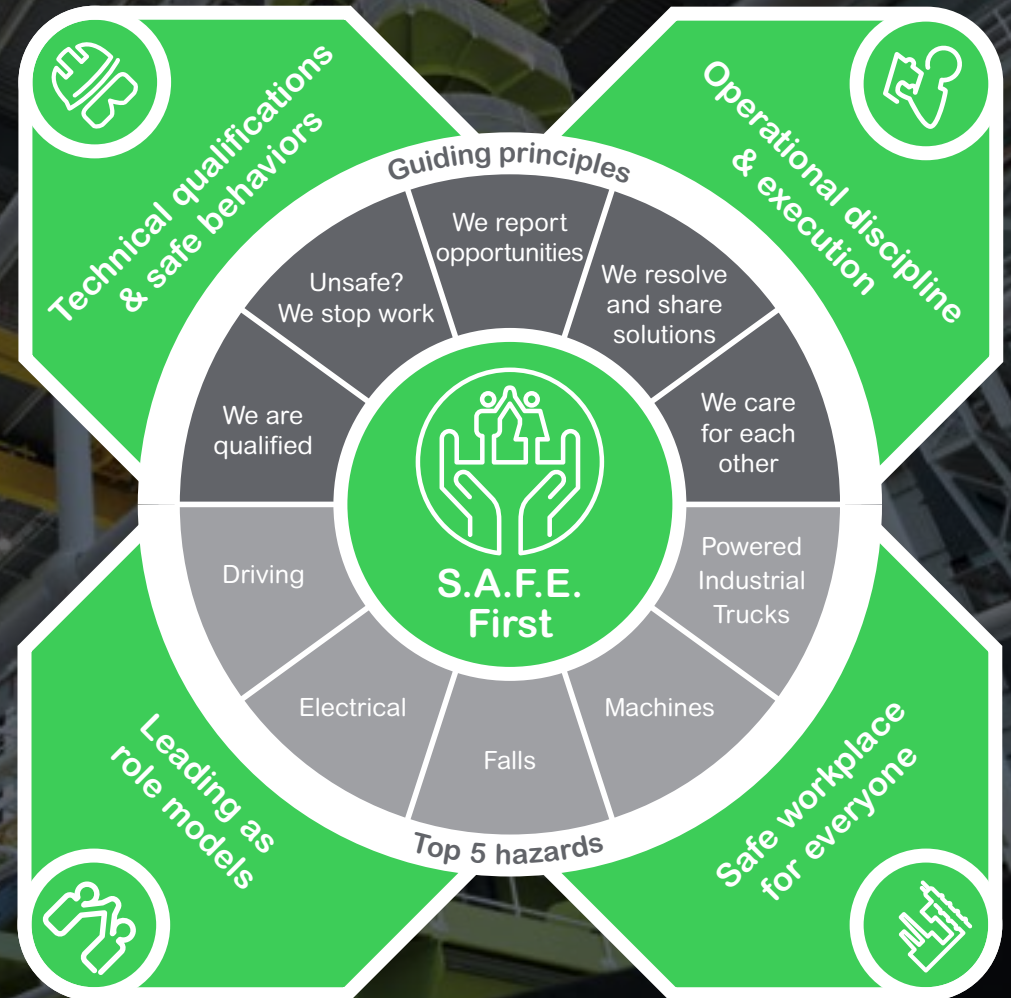 Technical qualifications
& safe behaviors
Operational discipline
& execution
Guiding principles
We are
qualified
Unsafe?
We stop work
We report
opportunities
We resolve
and share
solutions
We care
for each
other
S.A.F.E.
First
Driving
Electrical
Falls
Machines
Powered
Industrial
Trucks
Top 5 hazards
Leading as
role models
Safe workplace
for everyone